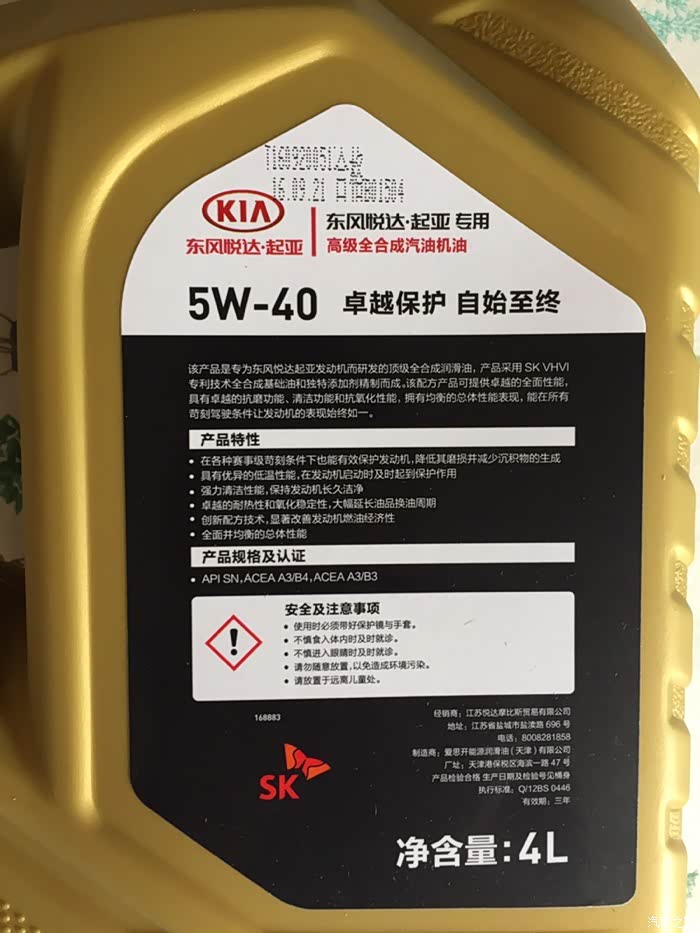 16.09.21
KIA
东风悦达·起亚
东风悦达·起亚 专用
高级全合成汽油机油
5W-40 卓越保护 自始至终
该产品是专为东风悦达起亚发动机而研发的顶级全合成润滑油，产品采用 SK VHVI
专利技术全合成基础油和独特添加剂精制而成。该配方产品可提供卓越的全面性能，
具有卓越的抗磨功能、清洁功能和抗氧化性能，拥有均衡的总体性能表现，能在所有
苛刻驾驶条件让发动机的表现始终如一。
产品特性
• 在各种赛事级苛刻条件下也能有效保护发动机，降低其磨损并减少沉积物的生成
• 具有优异的低温性能，在发动机启动时及时起到保护作用
• 强力清洁性能，保持发动机长久洁净
• 卓越的耐热性和氧化稳定性，大幅延长油品换油周期
• 创新配方技术，显著改善发动机燃油经济性
• 全面并均衡的总体性能
产品规格及认证
• API SN，ACEA A3/B4，ACEA A3/B3
安全及注意事项
• 使用时必须带好保护镜与手套。
• 不慎食入体内时及时就诊。
• 不慎进入眼睛时及时就诊。
• 请勿随意放置，以免造成环境污染。
• 请放置于远离儿童处。
168883
经销商：江苏悦达摩比斯贸易有限公司
地址：江苏省盐城市盐渎路 696 号
电话：8008281858
制造商：爱思开能源润滑油（天津）有限公司
厂址：天津港保税区海滨一路 47 号
产品检验合格 生产日期及检验号见桶身
执行标准：Q/12BS 0446
有效期：三年
SK
净含量：4L